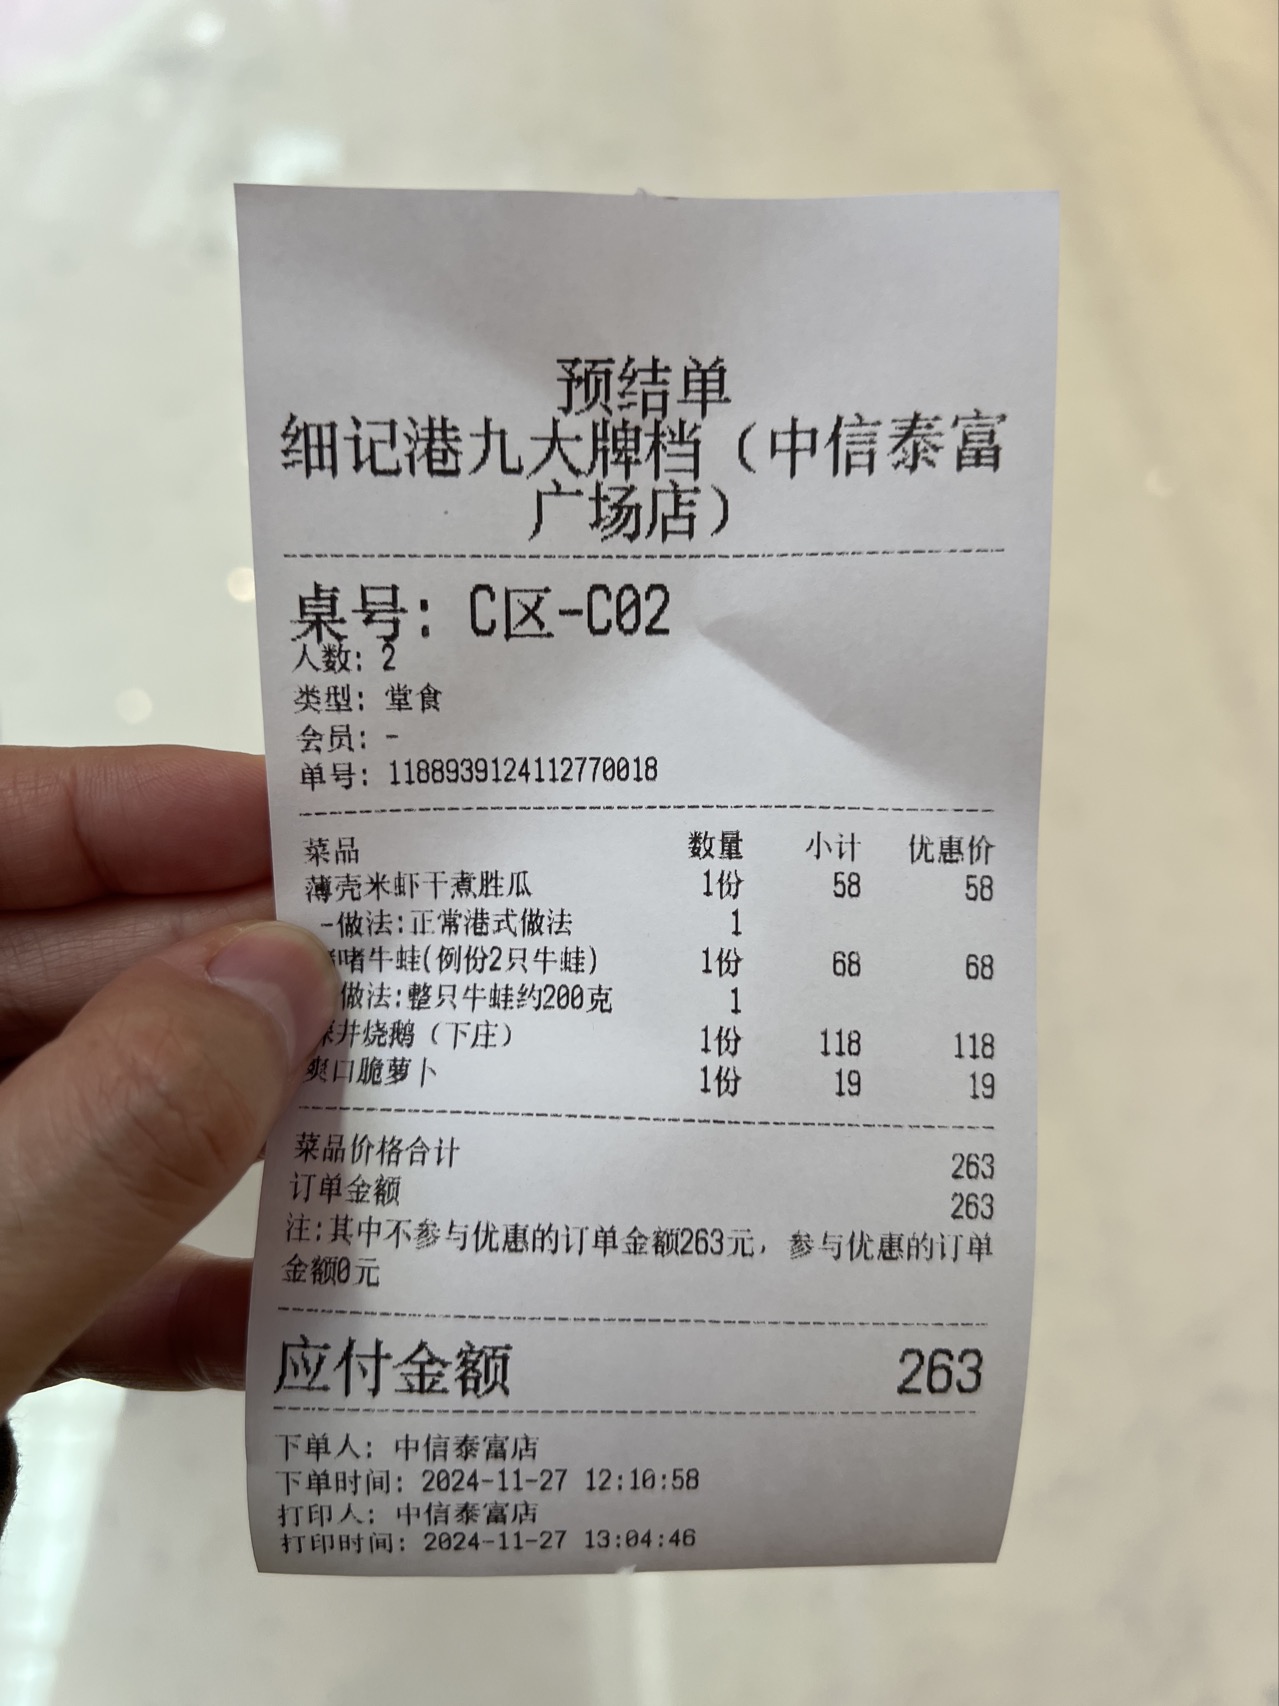 预结单
细记港九大牌档（中信泰富
广场店）
桌号: C区-C02
人数: 2
类型: 堂食
会员: -
单号: 1188939124112770018
菜品 数量 小计 优惠价
薄壳米虾干煮胜瓜 1份 58 58
-做法:正常港式做法 1
啫牛蛙(例份2只牛蛙) 1份 68 68
做法:整只牛蛙约200克 1
井烧鹅（下庄） 1份 118 118
爽口脆萝卜 1份 19 19
菜品价格合计 263
订单金额 263
注:其中不参与优惠的订单金额263元，参与优惠的订单
金额0元
应付金额 263
下单人: 中信泰富店
下单时间: 2024-11-27 12:10:58
打印人: 中信泰富店
打印时间: 2024-11-27 13:04:46